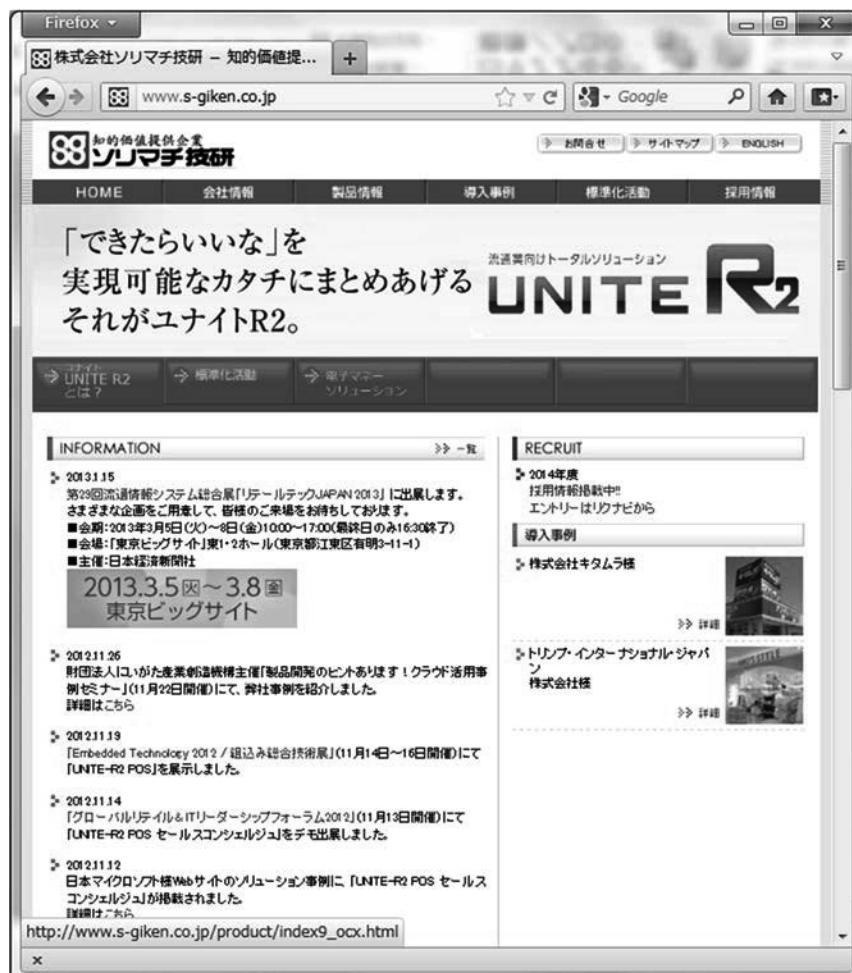 Firefox
株式会社ソリマチ技研 － 知的価値提...
www.s-giken.co.jp
Google
知的価値提供企業
ソリマチ技研
お問合せ
サイトマップ
ENGLISH
HOME
会社情報
製品情報
導入事例
標準化活動
採用情報
「できたらいいな」を
実現可能なカタチにまとめあげる
それがユナイトR2。
流通業向けトータルソリューション
UNITE R2
ユナイト
UNITE R2
とは？
標準化活動
電子マネー
ソリューション
INFORMATION
一覧
2013.1.15
第29回流通情報システム総合展「リテールテックJAPAN 2013」に出展します。
さまざまな企画をご用意して、皆様のご来場をお待ちしております。
■会期:2013年3月5日(火)～8日(金)10:00～17:00(最終日のみ16:30終了)
■会場:「東京ビッグサイト」東1・2ホール(東京都江東区有明3-11-1)
■主催:日本経済新聞社
2013.3.5火～3.8金
東京ビッグサイト
2012.11.26
財団法人にいがた産業創造機構主催「製品開発のヒントあります！クラウド活用事
例セミナー」(11月22日開催)にて、弊社事例を紹介しました。
詳細はこちら
2012.11.19
「Embedded Technology 2012 / 組込み総合技術展」(11月14日～16日開催)にて
「UNITE-R2 POS」を展示しました。
2012.11.14
「グローバルリテイル&ITリーダーシップフォーラム2012」(11月13日開催)にて
「UNITE-R2 POS セールスコンシェルジュ」をデモ出展しました。
2012.11.12
日本マイクロソフト様Webサイトのソリューション事例に、「UNITE-R2 POS セールス
コンシェルジュ」が掲載されました。
詳細はこちら
RECRUIT
2014年度
採用情報掲載中!!
エントリーはリクナビから
導入事例
株式会社キタムラ様
詳細
トリンプ・インターナショナル・ジャパ
ン
株式会社様
詳細
http://www.s-giken.co.jp/product/index9_ocx.html